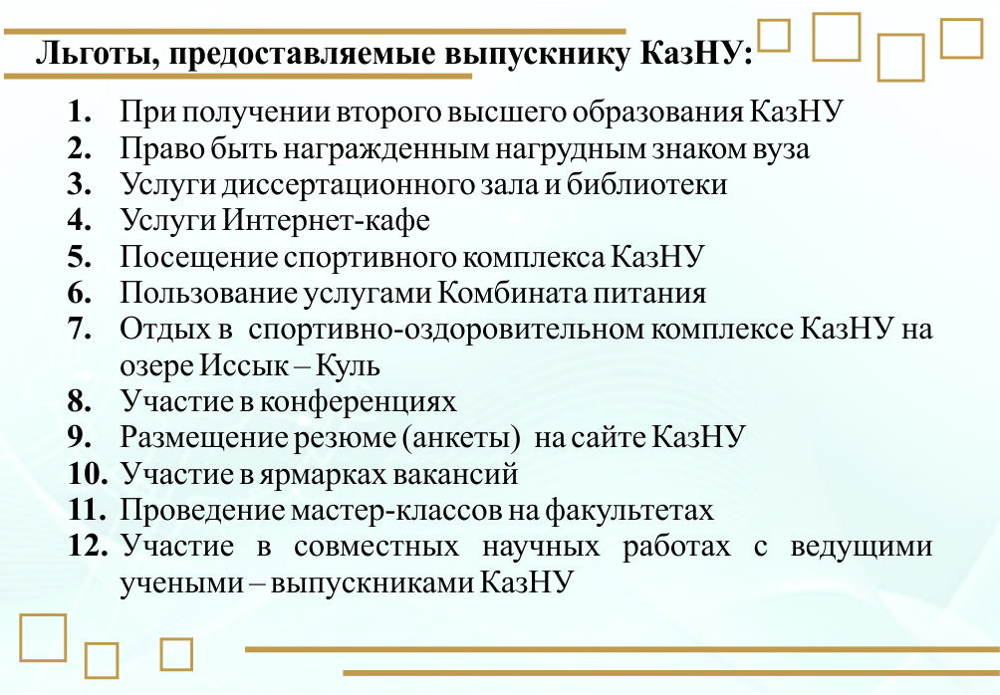 Льготы, предоставляемые выпускнику КазНУ:
1. При получении второго высшего образования КазНУ
2. Право быть награжденным нагрудным знаком вуза
3. Услуги диссертационного зала и библиотеки
4. Услуги Интернет-кафе
5. Посещение спортивного комплекса КазНУ
6. Пользование услугами Комбината питания
7. Отдых в спортивно-оздоровительном комплексе КазНУ на
озере Иссык – Куль
8. Участие в конференциях
9. Размещение резюме (анкеты) на сайте КазНУ
10. Участие в ярмарках вакансий
11. Проведение мастер-классов на факультетах
12. Участие в совместных научных работах с ведущими
учеными – выпускниками КазНУ